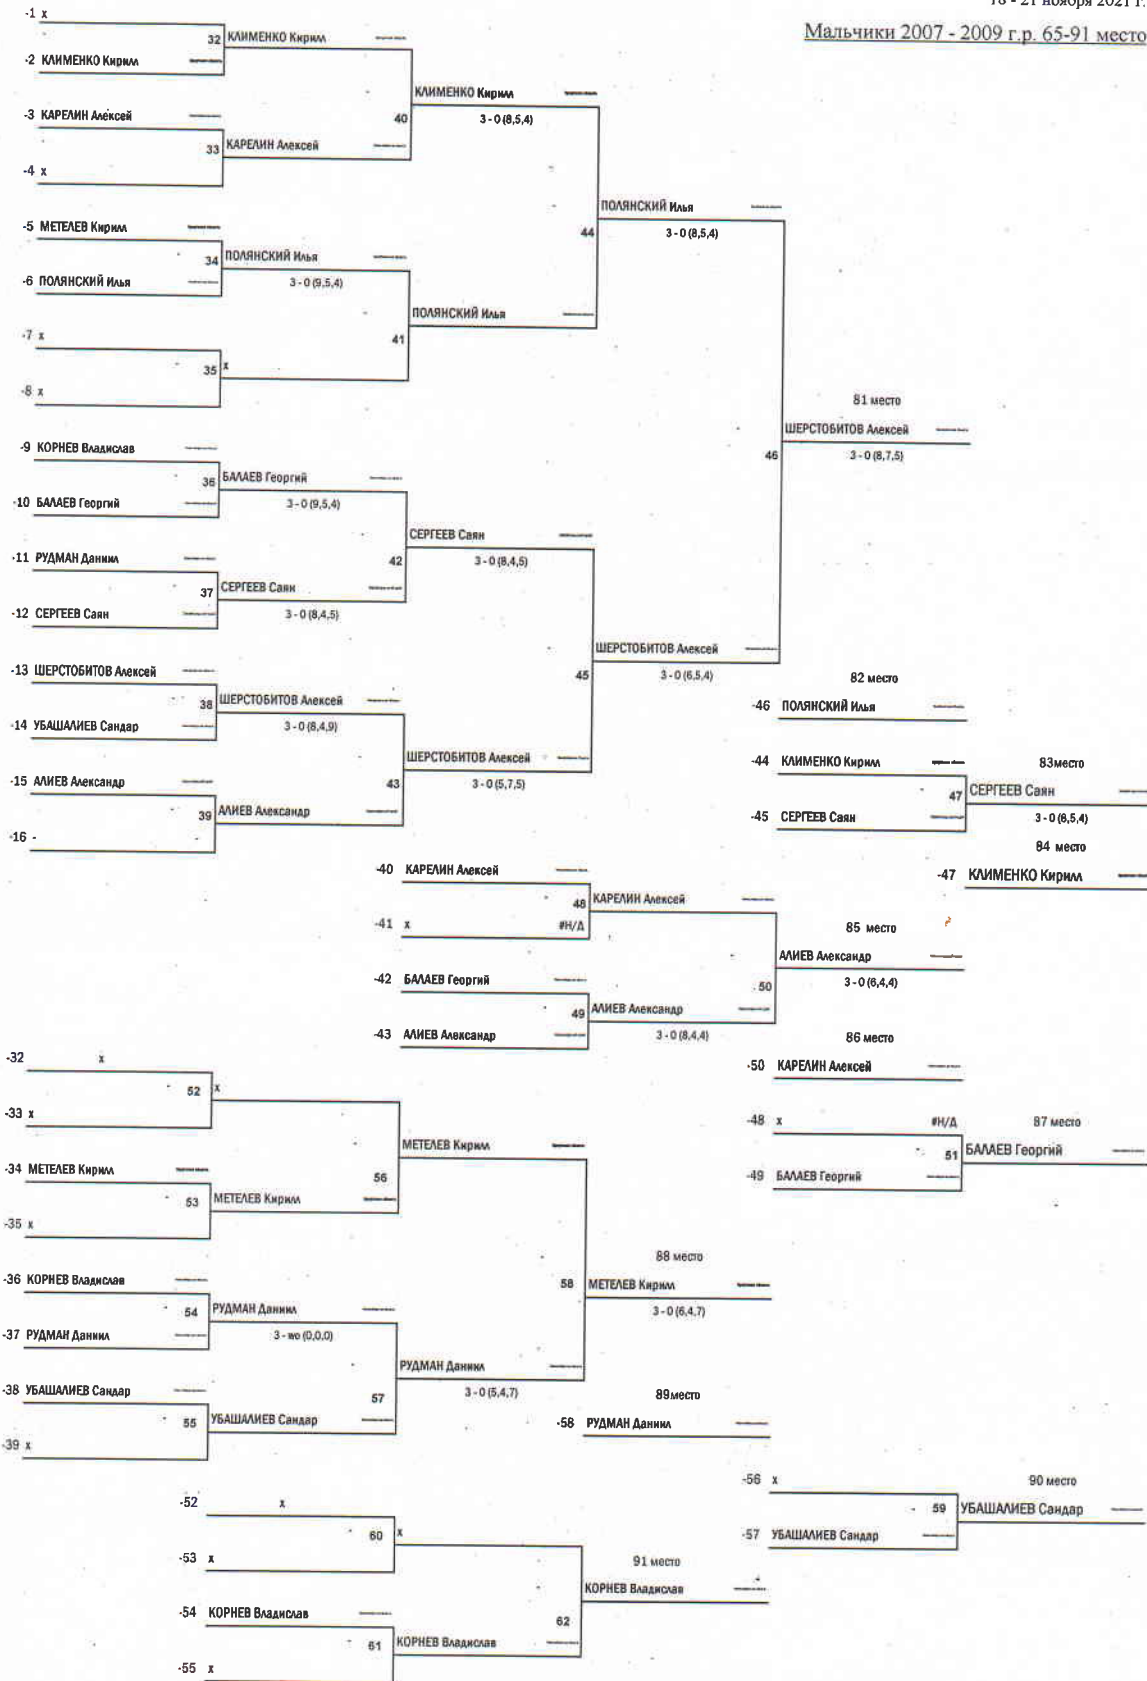 18 - 21 ноября 2021 г.
Мальчики 2007 - 2009 г.р. 65-91 место
-1 х
32 КЛИМЕНКО Кирилл
-2 КЛИМЕНКО Кирилл
КЛИМЕНКО Кирилл
40 3 - 0 (8,5,4)
-3 КАРЕЛИН Алексей
33 КАРЕЛИН Алексей
-4 х
ПОЛЯНСКИЙ Илья
44 3 - 0 (8,5,4)
-5 МЕТЕЛЕВ Кирилл
34 ПОЛЯНСКИЙ Илья
-6 ПОЛЯНСКИЙ Илья 3 - 0 (9,5,4)
ПОЛЯНСКИЙ Илья
41
-7 х
35 х
-8 х
81 место
ШЕРСТОБИТОВ Алексей
46 3 - 0 (8,7,5)
-9 КОРНЕВ Владислав
36 БАЛАЕВ Георгий
-10 БАЛАЕВ Георгий 3 - 0 (9,5,4)
СЕРГЕЕВ Саян
42 3 - 0 (8,4,5)
-11 РУДМАН Даниил
37 СЕРГЕЕВ Саян
-12 СЕРГЕЕВ Саян 3 - 0 (8,4,5)
ШЕРСТОБИТОВ Алексей
45 3 - 0 (6,5,4)
-13 ШЕРСТОБИТОВ Алексей
38 ШЕРСТОБИТОВ Алексей
-14 УБАШАЛИЕВ Сандар 3 - 0 (6,4,9)
82 место
-46 ПОЛЯНСКИЙ Илья
ШЕРСТОБИТОВ Алексей
43 3 - 0 (5,7,5)
-15 АЛИЕВ Александр
39 АЛИЕВ Александр
-16 -
-44 КЛИМЕНКО Кирилл 83место
47 СЕРГЕЕВ Саян
-45 СЕРГЕЕВ Саян 3 - 0 (6,5,4)
84 место
-47 КЛИМЕНКО Кирилл
-40 КАРЕЛИН Алексей
48 КАРЕЛИН Алексей
-41 х #Н/Д
85 место
АЛИЕВ Александр
50 3 - 0 (6,4,4)
-42 БАЛАЕВ Георгий
49 АЛИЕВ Александр
-43 АЛИЕВ Александр 3 - 0 (8,4,4)
86 место
-50 КАРЕЛИН Алексей
-32 х
52 х
-33 х
-48 х #Н/Д 87 место
51 БАЛАЕВ Георгий
-49 БАЛАЕВ Георгий
МЕТЕЛЕВ Кирилл
56
-34 МЕТЕЛЕВ Кирилл
53 МЕТЕЛЕВ Кирилл
-35 х
88 место
58 МЕТЕЛЕВ Кирилл
3 - 0 (6,4,7)
-36 КОРНЕВ Владислав
54 РУДМАН Даниил
-37 РУДМАН Даниил 3 - wo (0,0,0)
РУДМАН Даниил
57 3 - 0 (5,4,7)
-38 УБАШАЛИЕВ Сандар
55 УБАШАЛИЕВ Сандар
-39 х
89место
-58 РУДМАН Даниил
-56 х 90 место
59 УБАШАЛИЕВ Сандар
-57 УБАШАЛИЕВ Сандар
-52 х
60 х
-53 х
91 место
КОРНЕВ Владислав
62
-54 КОРНЕВ Владислав
61 КОРНЕВ Владислав
-55 х